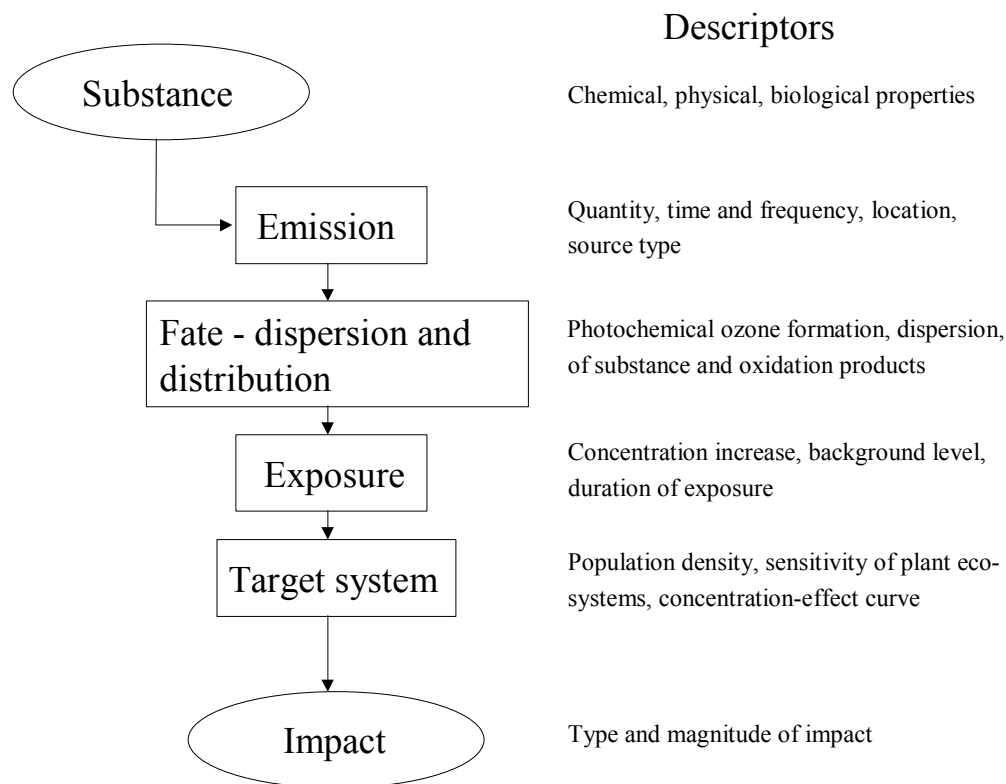 Descriptors
Substance
Chemical, physical, biological properties
Emission
Quantity, time and frequency, location,
source type
Fate - dispersion and
distribution
Photochemical ozone formation, dispersion,
of substance and oxidation products
Exposure
Concentration increase, background level,
duration of exposure
Target system
Population density, sensitivity of plant eco-
systems, concentration-effect curve
Impact
Type and magnitude of impact